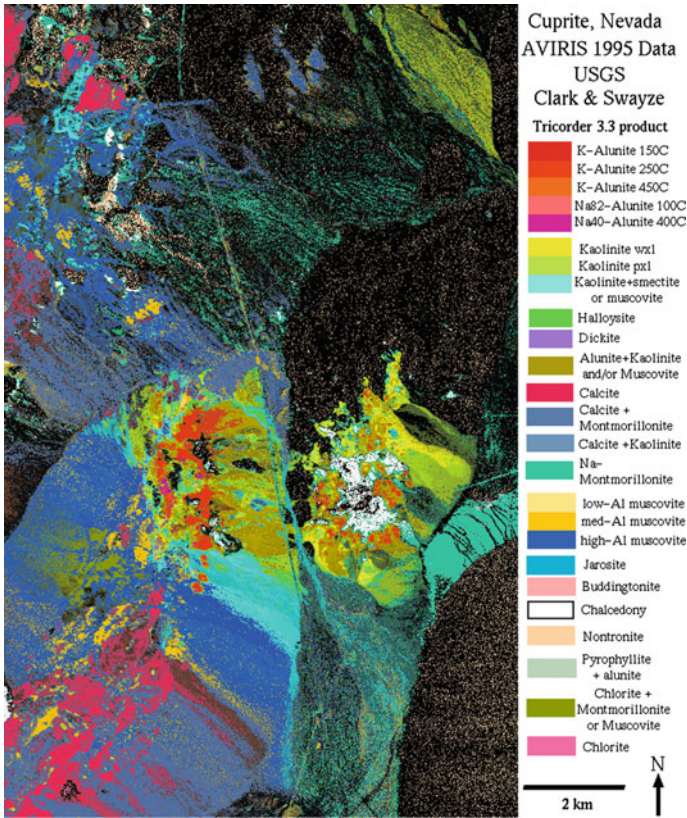 Cuprite, Nevada
AVIRIS 1995 Data
USGS
Clark & Swayze
Tricorder 3.3 product
K-Alunite 150C
K-Alunite 250C
K-Alunite 450C
Na82-Alunite 100C
Na40-Alunite 400C
Kaolinite wxl
Kaolinite pxl
Kaolinite+smectite
or muscovite
Halloysite
Dickite
Alunite+Kaolinite
and/or Muscovite
Calcite
Calcite +
Montmorillonite
Calcite +Kaolinite
Na-
Montmorillonite
low-Al muscovite
med-Al muscovite
high-Al muscovite
Jarosite
Buddingtonite
Chalcedony
Nontronite
Pyrophyllite
+ alunite
Chlorite +
Montmorillonite
or Muscovite
Chlorite
N
2 km